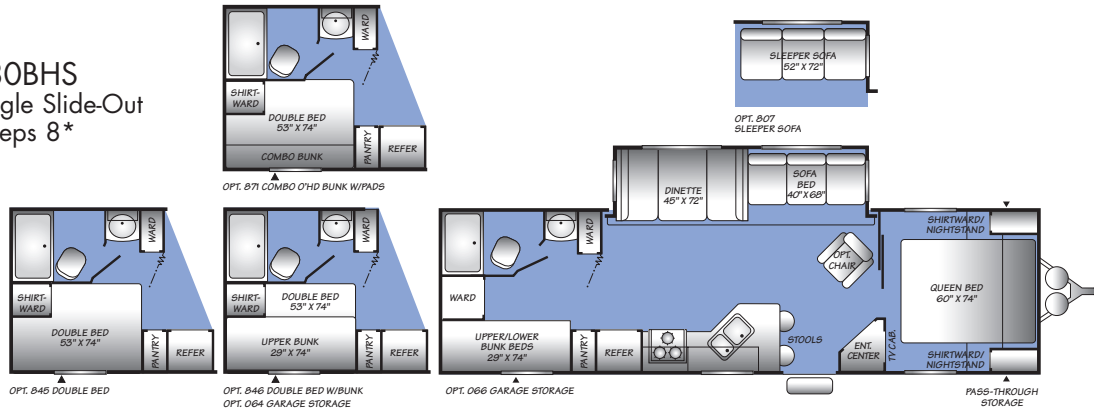 30BHS
gle Slide-Out
eps 8*
WARD
SHIRT-
WARD
DOUBLE BED
53" X 74"
COMBO BUNK
PANTRY
REFER
OPT. 871 COMBO O'HD BUNK W/PADS
SLEEPER SOFA
52" X 72"
OPT. 807
SLEEPER SOFA
WARD
SHIRT-
WARD
DOUBLE BED
53" X 74"
PANTRY
REFER
OPT. 845 DOUBLE BED
WARD
SHIRT-
WARD
DOUBLE BED
53" X 74"
UPPER BUNK
29" X 74"
PANTRY
REFER
OPT. 846 DOUBLE BED W/BUNK
OPT. 064 GARAGE STORAGE
DINETTE
45" X 72"
SOFA
BED
40"X68"
WARD
WARD
UPPER/LOWER
BUNK BEDS
29" X 74"
PANTRY
REFER
OPT.
CHAIR
STOOLS
ENT.
CENTER
TV CAB.
SHIRTWARD/
NIGHTSTAND
QUEEN BED
60" X 74"
SHIRTWARD/
NIGHTSTAND
OPT. 066 GARAGE STORAGE
PASS-THROUGH
STORAGE